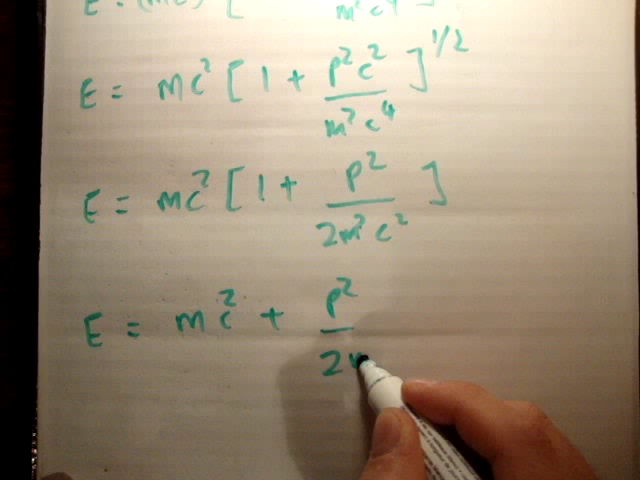 E = mc² [ 1 + p²c² / m²c⁴ ]^1/2
E = mc² [ 1 + p² / 2m²c² ]
E = mc² + p² / 2